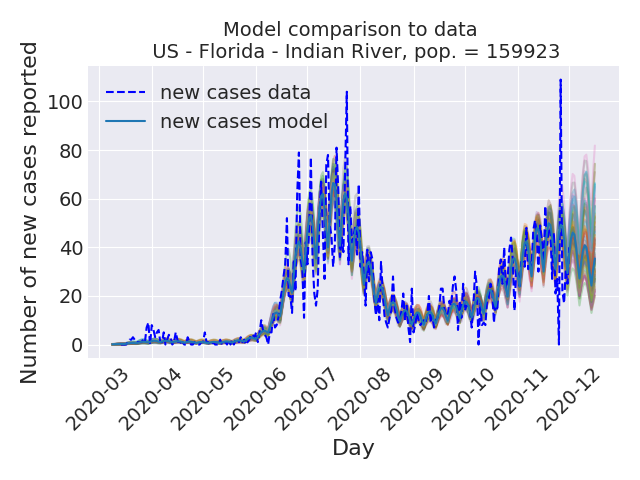 Model comparison to data
US - Florida - Indian River, pop. = 159923
Number of new cases reported
100
80
60
40
20
0
new cases data
new cases model
2020-03
2020-04
2020-05
2020-06
2020-07
2020-08
2020-09
2020-10
2020-11
2020-12
Day